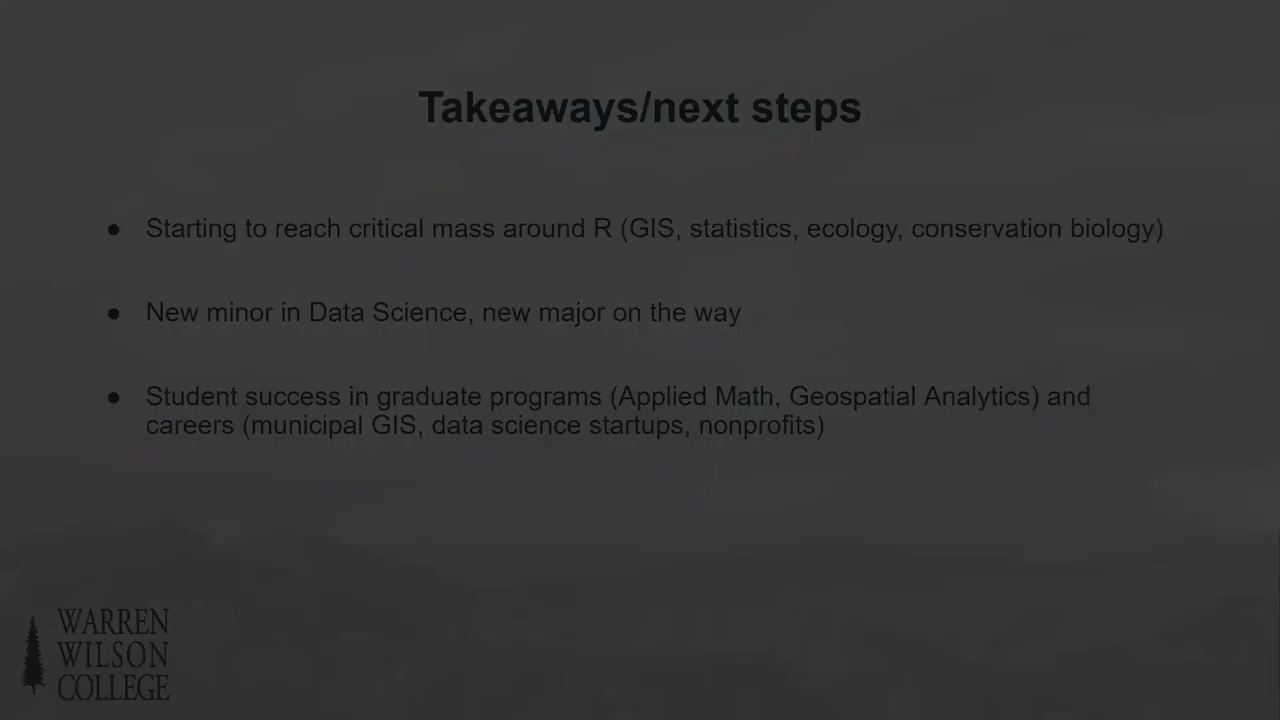 Takeaways/next steps
● Starting to reach critical mass around R (GIS, statistics, ecology, conservation biology)
● New minor in Data Science, new major on the way
● Student success in graduate programs (Applied Math, Geospatial Analytics) and
careers (municipal GIS, data science startups, nonprofits)
WARREN
WILSON
COLLEGE